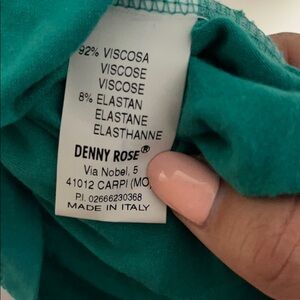 92% VISCOSA
VISCOSE
VISCOSE
8% ELASTAN
ELASTANE
ELASTHANNE
DENNY ROSE®
Via Nobel, 5
41012 CARPI (MO)
P.I. 02666230368
MADE IN ITALY